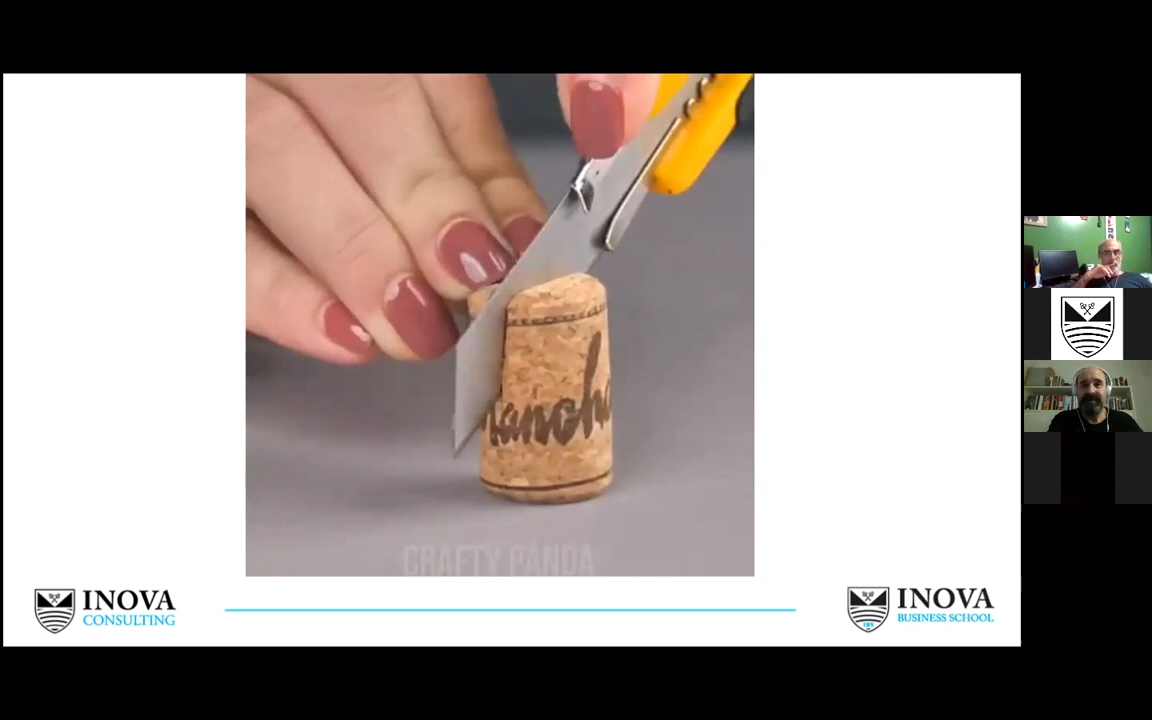 CRAFTY PANDA
INOVA
CONSULTING
INOVA
BUSINESS SCHOOL